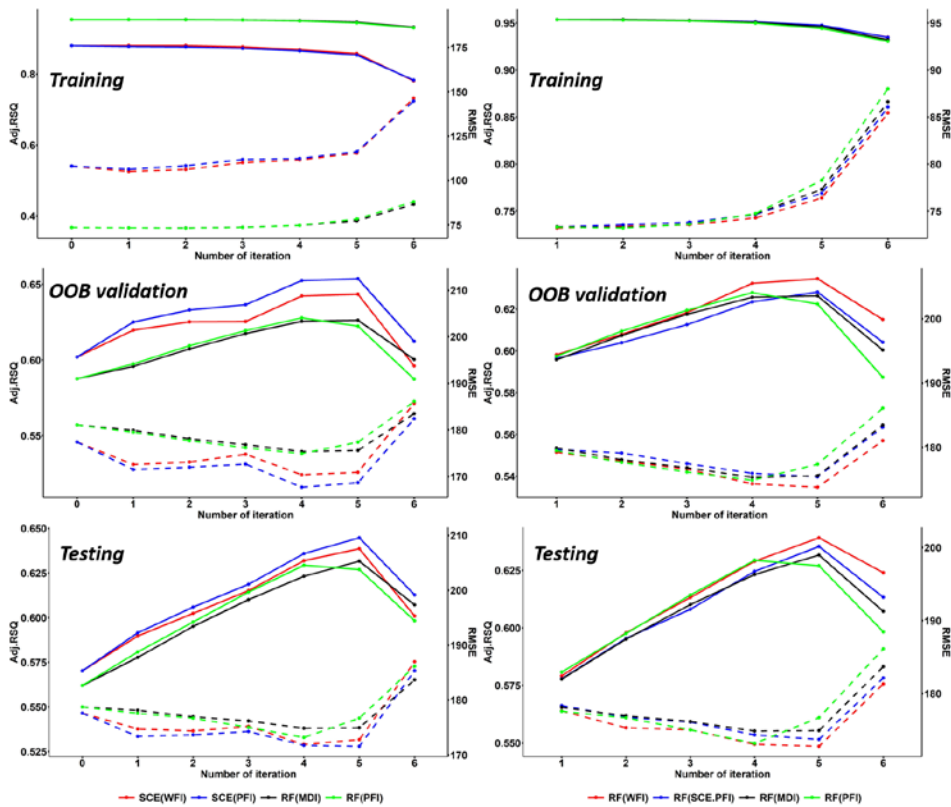 Training
Adj.RSQ
0.8
0.6
0.4
175
150
125
100
75
RMSE
0 1 2 3 4 5 6
Number of iteration
Training
Adj.RSQ
0.95
0.90
0.85
0.80
0.75
95
90
85
80
75
RMSE
1 2 3 4 5 6
Number of iteration
OOB validation
Adj.RSQ
0.65
0.60
0.55
210
200
190
180
170
RMSE
0 1 2 3 4 5 6
Number of iteration
OOB validation
Adj.RSQ
0.62
0.60
0.58
0.56
0.54
200
190
180
RMSE
1 2 3 4 5 6
Number of iteration
Testing
Adj.RSQ
0.650
0.625
0.600
0.575
0.550
0.525
210
200
190
180
170
RMSE
0 1 2 3 4 5 6
Number of iteration
Testing
Adj.RSQ
0.625
0.600
0.575
0.550
200
190
180
RMSE
1 2 3 4 5 6
Number of iteration
SCE(WFI) SCE(PFI) RF(MDI) RF(PFI)
RF(WFI) RF(SCE.PFI) RF(MDI) RF(PFI)